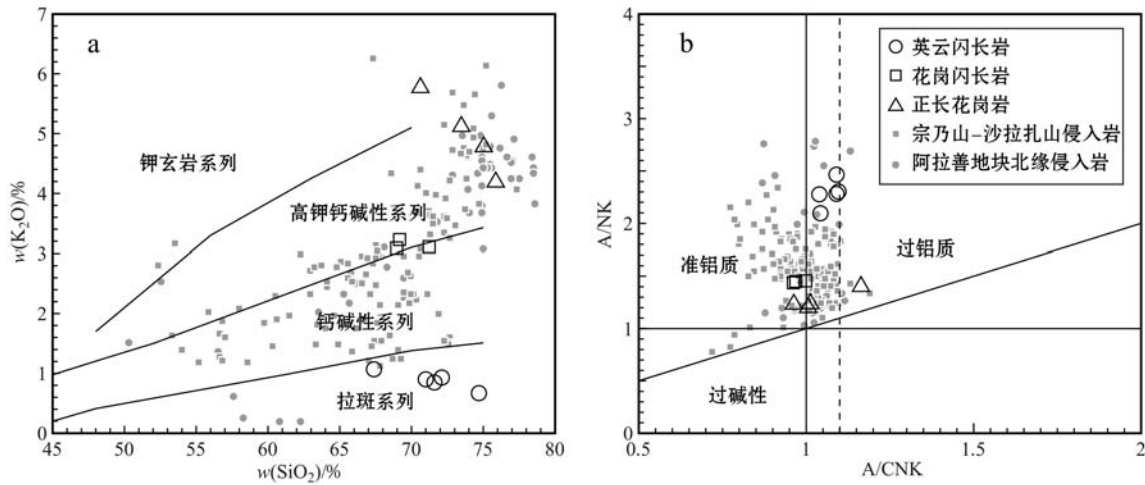 a
7
6
5
4
3
2
1
0
w(K₂O)/%
钾玄岩系列
高钾钙碱性系列
钙碱性系列
拉斑系列
45 50 55 60 65 70 75 80
w(SiO₂)/%
b
4
3
2
1
0
A/NK
英云闪长岩
花岗闪长岩
正长花岗岩
宗乃山–沙拉扎山侵入岩
阿拉善地块北缘侵入岩
准铝质
过铝质
过碱性
0.5 1 1.5 2
A/CNK